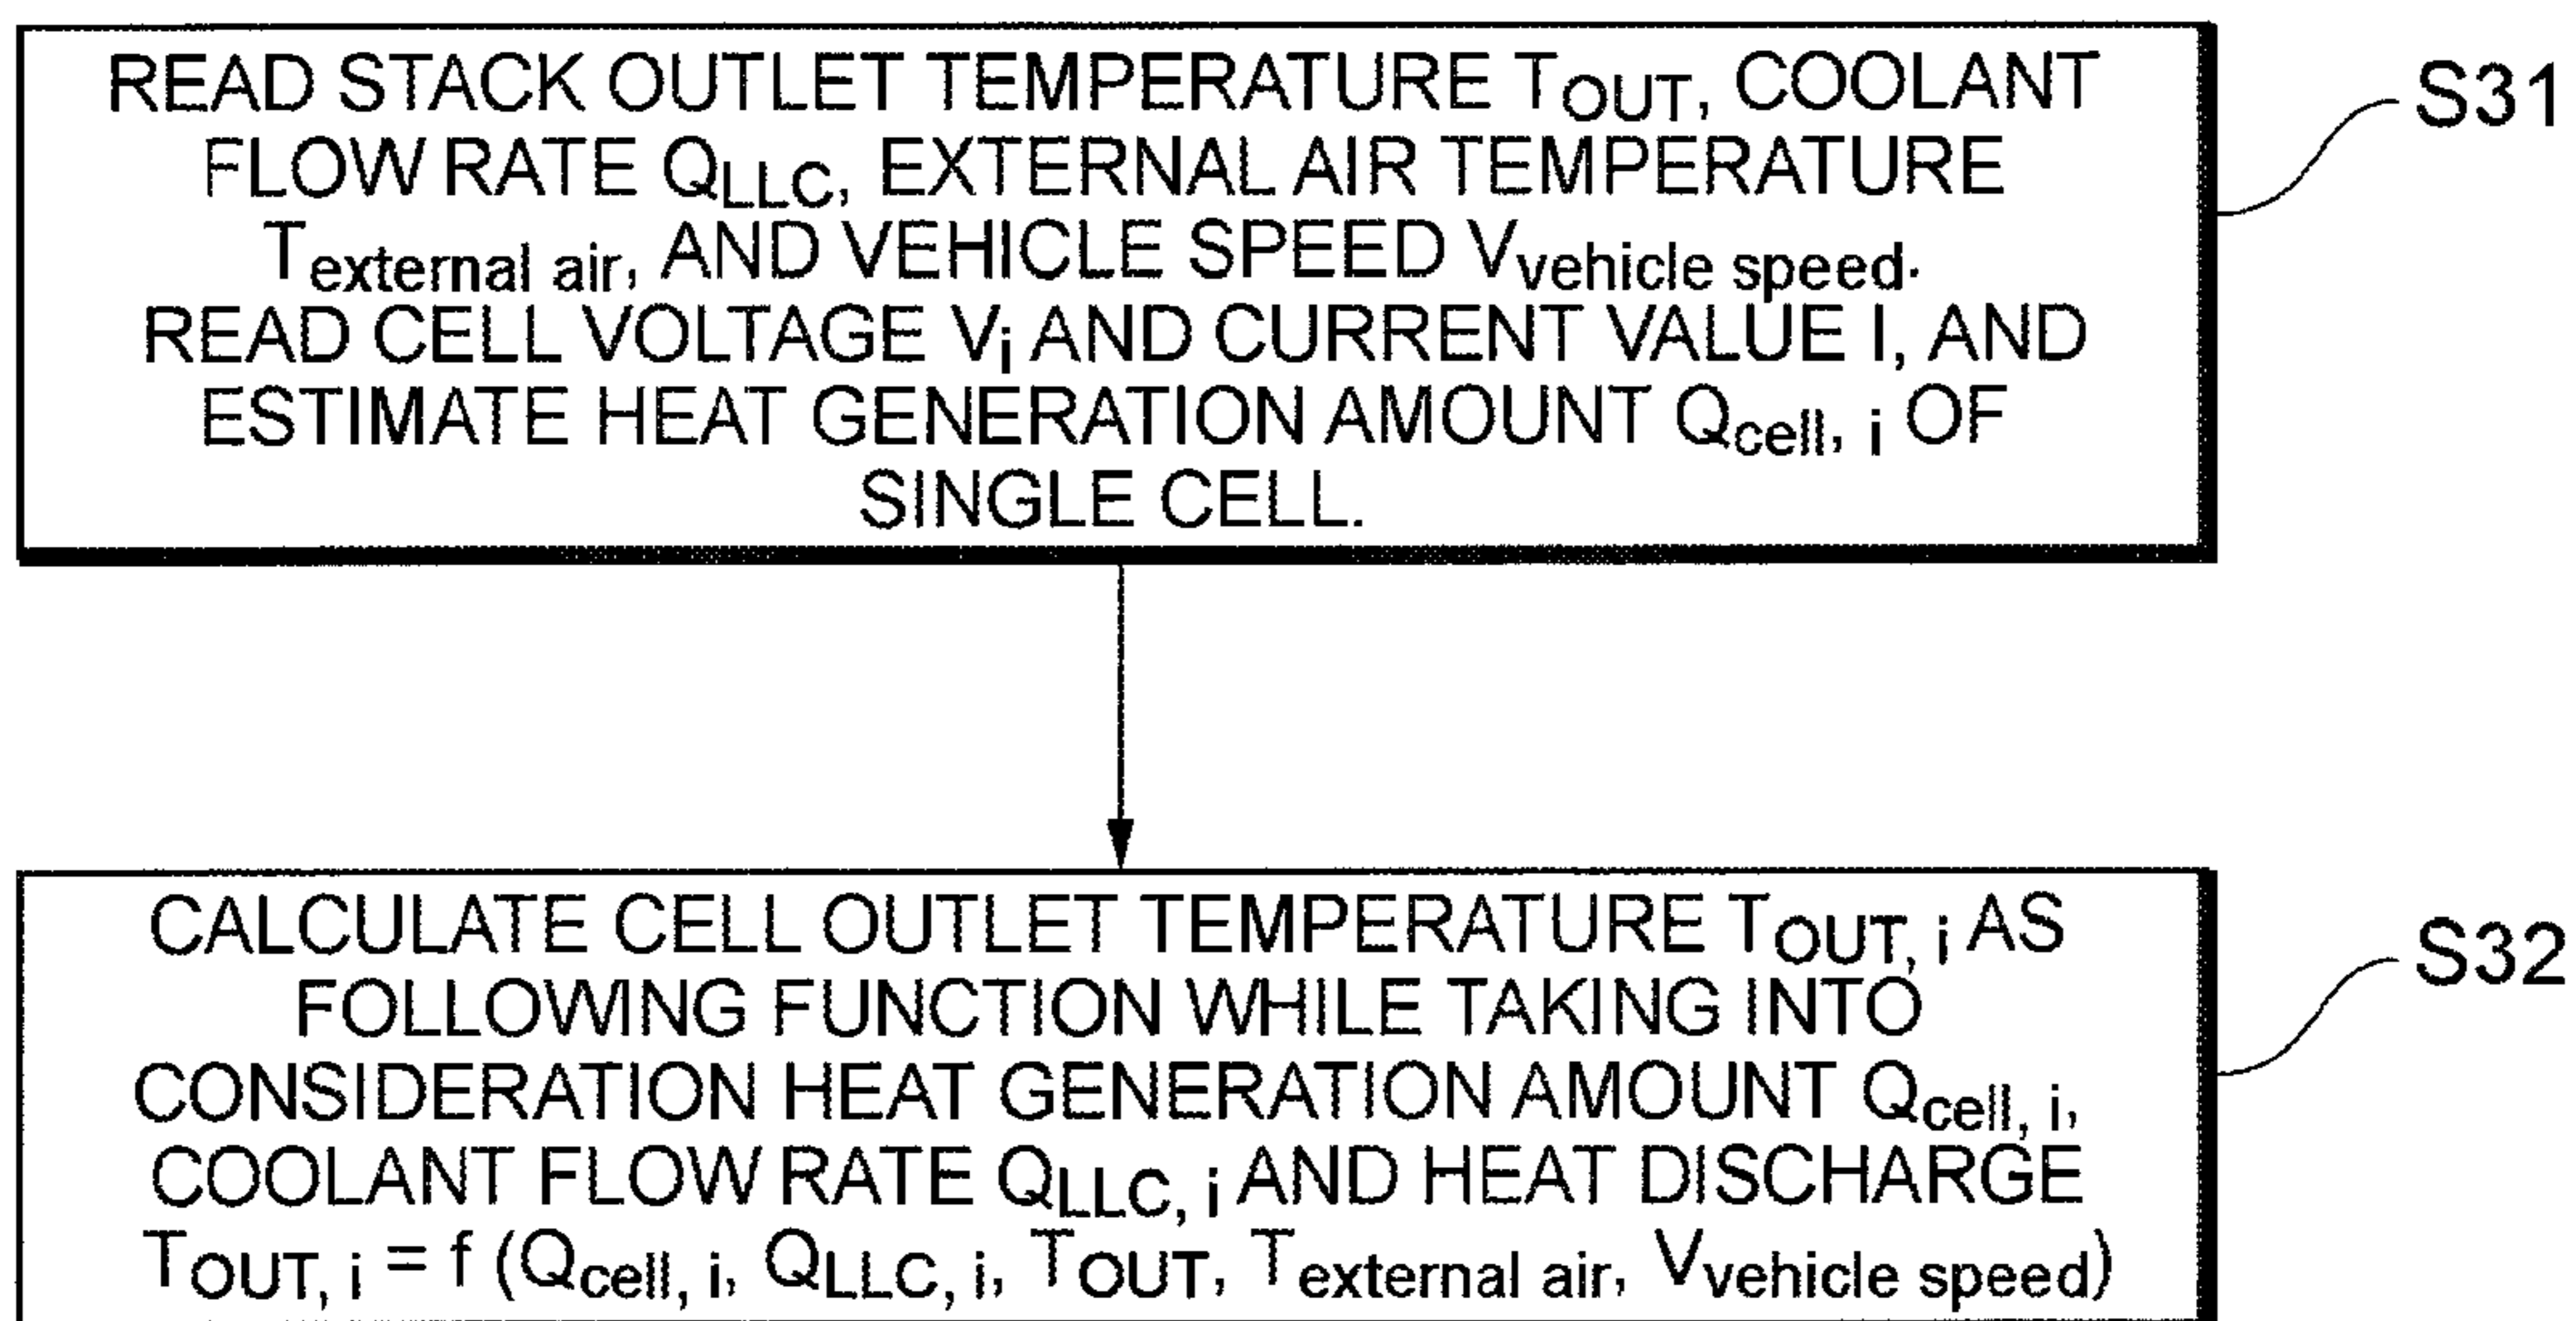 READ STACK OUTLET TEMPERATURE TOUT, COOLANT
FLOW RATE QLLC, EXTERNAL AIR TEMPERATURE
Texternal air, AND VEHICLE SPEED Vvehicle speed.
READ CELL VOLTAGE Vi AND CURRENT VALUE I, AND
ESTIMATE HEAT GENERATION AMOUNT Qcell, i OF
SINGLE CELL.
S31
CALCULATE CELL OUTLET TEMPERATURE TOUT, i AS
FOLLOWING FUNCTION WHILE TAKING INTO
CONSIDERATION HEAT GENERATION AMOUNT Qcell, i,
COOLANT FLOW RATE QLLC, i AND HEAT DISCHARGE
TOUT, i = f (Qcell, i, QLLC, i, TOUT, Texternal air, Vvehicle speed)
S32